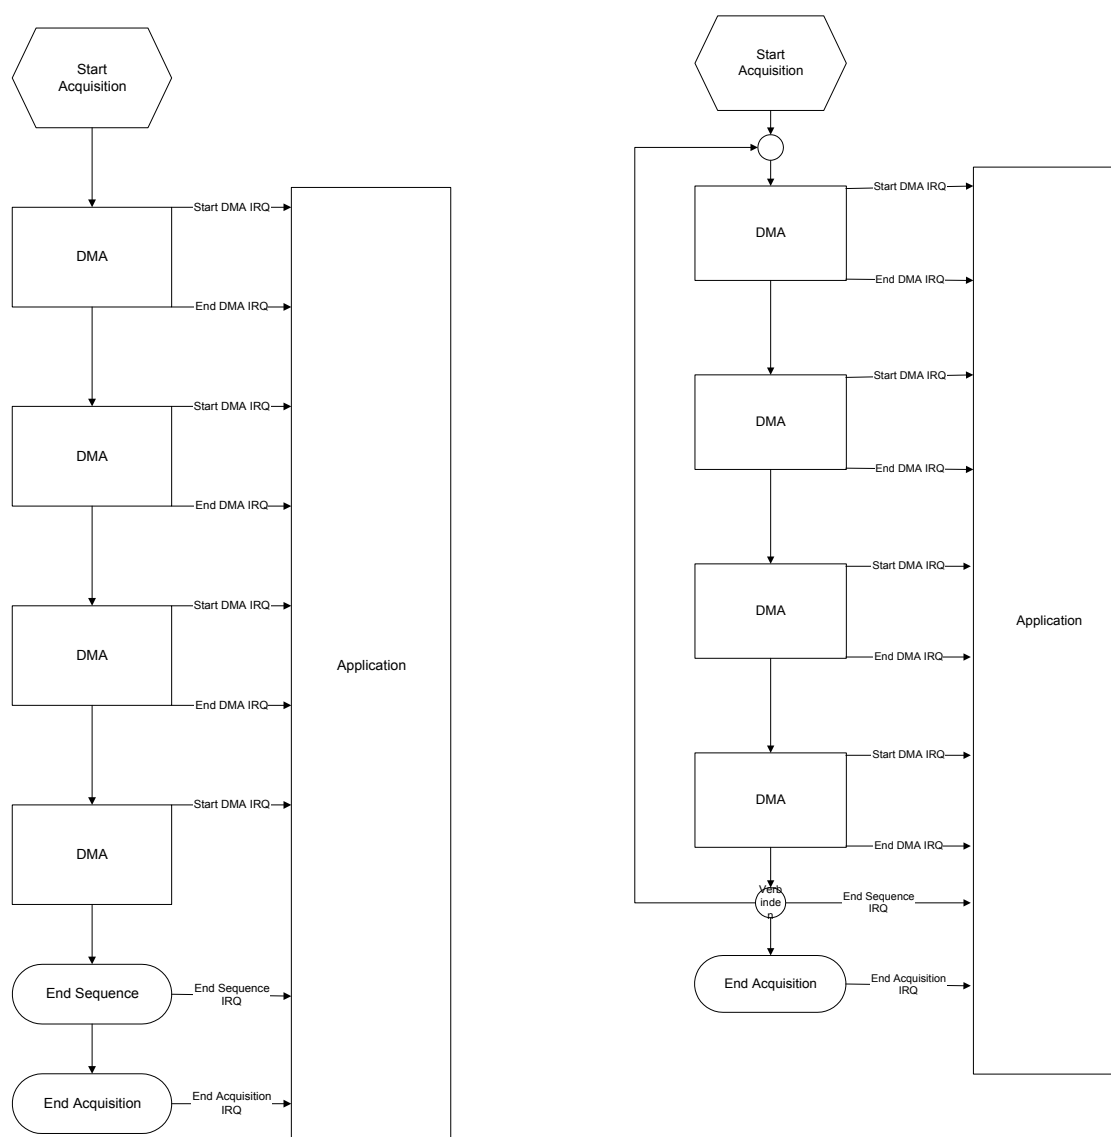 Start
Acquisition
DMA
Start DMA IRQ
End DMA IRQ
DMA
Start DMA IRQ
End DMA IRQ
DMA
Start DMA IRQ
End DMA IRQ
DMA
Start DMA IRQ
End Sequence
End Sequence
IRQ
End Acquisition
End Acquisition
IRQ
Application
Start
Acquisition
DMA
Start DMA IRQ
End DMA IRQ
DMA
Start DMA IRQ
End DMA IRQ
DMA
Start DMA IRQ
End DMA IRQ
DMA
Start DMA IRQ
End DMA IRQ
Verb
inde
n
End Sequence
IRQ
End Acquisition
End Acquisition
IRQ
Application